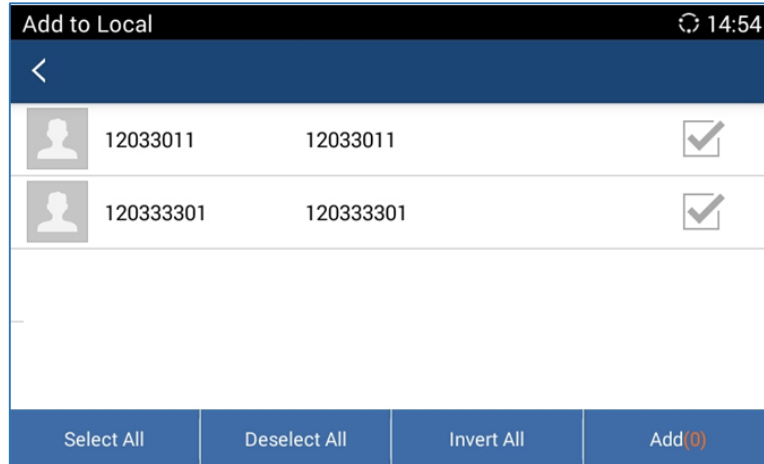 Add to Local 14:54
12033011 12033011
120333301 120333301
Select All Deselect All Invert All Add(0)